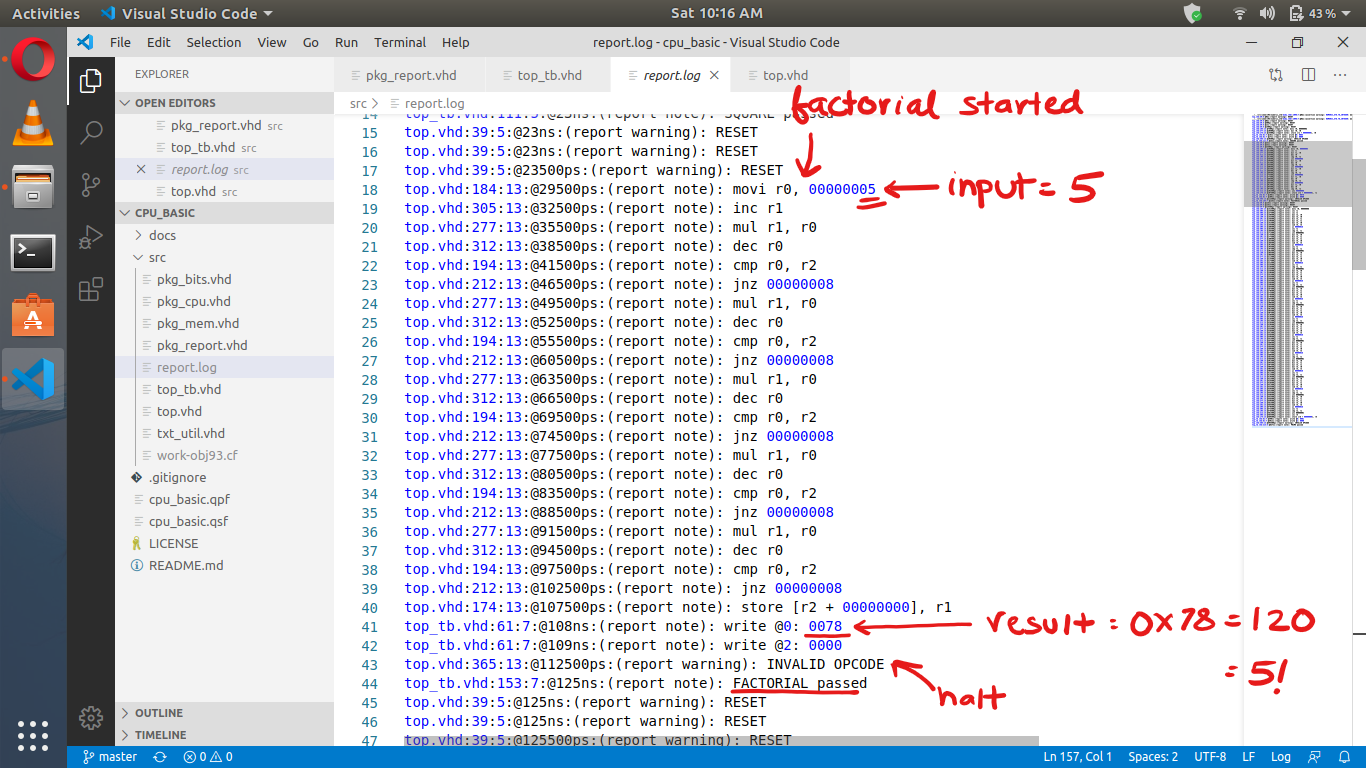 Activities Visual Studio Code Sat 10:16 AM 43 %
File Edit Selection View Go Run Terminal Help report.log - cpu_basic - Visual Studio Code
EXPLORER
OPEN EDITORS
pkg_report.vhd src
top_tb.vhd src
report.log src
top.vhd src
CPU_BASIC
docs
src
pkg_bits.vhd
pkg_cpu.vhd
pkg_mem.vhd
pkg_report.vhd
report.log
top_tb.vhd
top.vhd
txt_util.vhd
work-obj93.cf
.gitignore
cpu_basic.qpf
cpu_basic.qsf
LICENSE
README.md
OUTLINE
TIMELINE
pkg_report.vhd top_tb.vhd report.log top.vhd
src report.log
factorial started
14 top_tb.vhd:111:5:@23ns:(report note): SQUARE passed
15 top.vhd:39:5:@23ns:(report warning): RESET
16 top.vhd:39:5:@23ns:(report warning): RESET
17 top.vhd:39:5:@23500ps:(report warning): RESET
18 top.vhd:184:13:@29500ps:(report note): movi r0, 00000005 input = 5
19 top.vhd:305:13:@32500ps:(report note): inc r1
20 top.vhd:277:13:@35500ps:(report note): mul r1, r0
21 top.vhd:312:13:@38500ps:(report note): dec r0
22 top.vhd:194:13:@41500ps:(report note): cmp r0, r2
23 top.vhd:212:13:@46500ps:(report note): jnz 00000008
24 top.vhd:277:13:@49500ps:(report note): mul r1, r0
25 top.vhd:312:13:@52500ps:(report note): dec r0
26 top.vhd:194:13:@55500ps:(report note): cmp r0, r2
27 top.vhd:212:13:@60500ps:(report note): jnz 00000008
28 top.vhd:277:13:@63500ps:(report note): mul r1, r0
29 top.vhd:312:13:@66500ps:(report note): dec r0
30 top.vhd:194:13:@69500ps:(report note): cmp r0, r2
31 top.vhd:212:13:@74500ps:(report note): jnz 00000008
32 top.vhd:277:13:@77500ps:(report note): mul r1, r0
33 top.vhd:312:13:@80500ps:(report note): dec r0
34 top.vhd:194:13:@83500ps:(report note): cmp r0, r2
35 top.vhd:212:13:@88500ps:(report note): jnz 00000008
36 top.vhd:277:13:@91500ps:(report note): mul r1, r0
37 top.vhd:312:13:@94500ps:(report note): dec r0
38 top.vhd:194:13:@97500ps:(report note): cmp r0, r2
39 top.vhd:212:13:@102500ps:(report note): jnz 00000008
40 top.vhd:174:13:@107500ps:(report note): store [r2 + 00000000], r1
41 top_tb.vhd:61:7:@108ns:(report note): write @0: 0078 result : 0x78 = 120
42 top_tb.vhd:61:7:@109ns:(report note): write @2: 0000
43 top.vhd:365:13:@112500ps:(report warning): INVALID OPCODE = 5!
44 top_tb.vhd:153:7:@125ns:(report note): FACTORIAL passed halt
45 top.vhd:39:5:@125ns:(report warning): RESET
46 top.vhd:39:5:@125ns:(report warning): RESET
47 top.vhd:39:5:@125500ps:(report warning): RESET
master 0 0 Ln 157, Col 1 Spaces: 2 UTF-8 LF Log